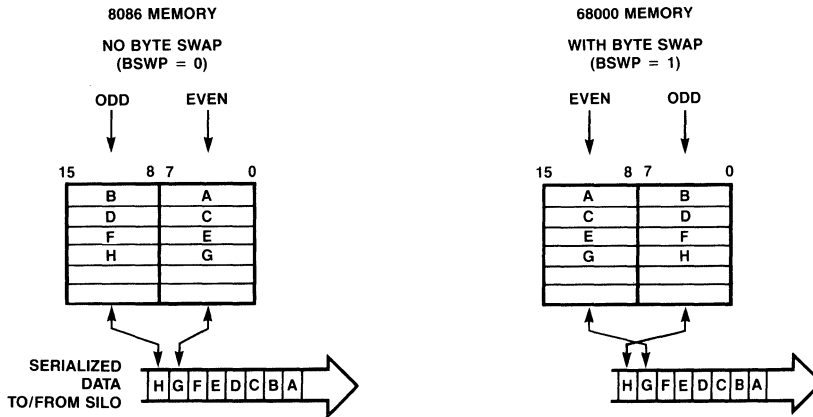 8086 MEMORY
NO BYTE SWAP
(BSWP = 0)
ODD EVEN
15 8 7 0
B A
D C
F E
H G
SERIALIZED
DATA
TO/FROM SILO
H G F E D C B A
68000 MEMORY
WITH BYTE SWAP
(BSWP = 1)
EVEN ODD
15 8 7 0
A B
C D
E F
G H
H G F E D C B A